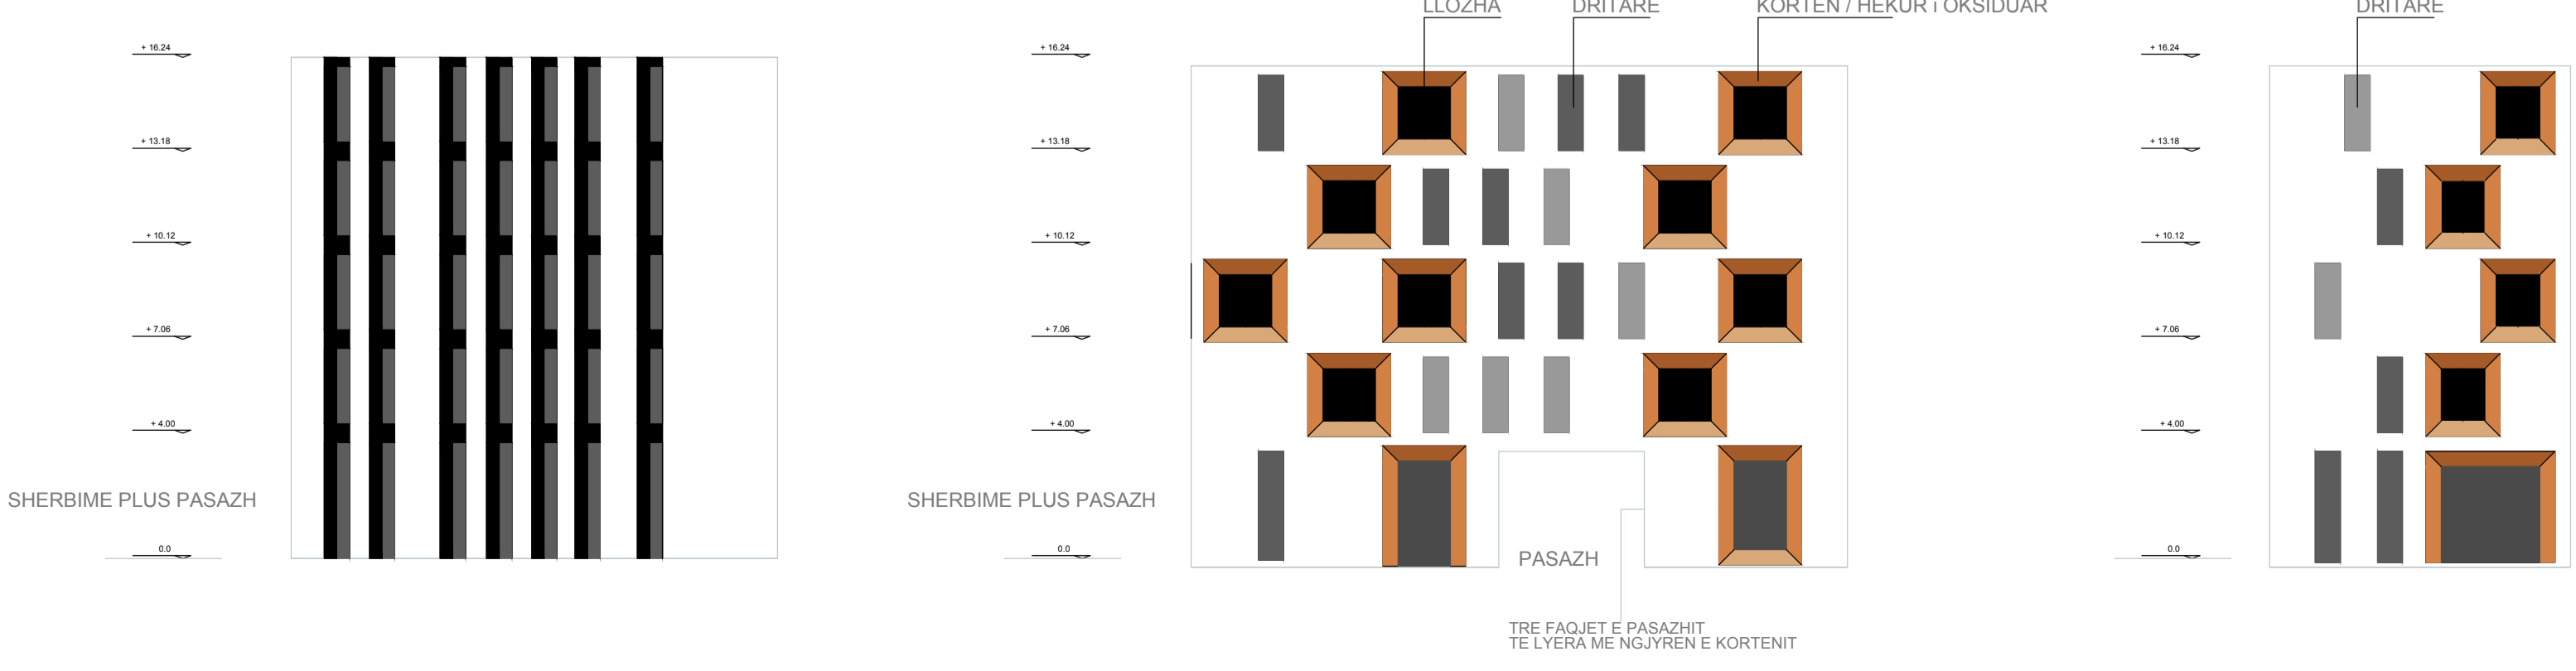 LLOZHA
DRITARE
KORTEN / HEKUR i OKSIDUAR
DRITARE
+ 16.24
+ 13.18
+ 10.12
+ 7.06
+ 4.00
SHERBIME PLUS PASAZH
0.0
+ 16.24
+ 13.18
+ 10.12
+ 7.06
+ 4.00
SHERBIME PLUS PASAZH
0.0
PASAZH
TRE FAQJET E PASAZHIT
TE LYERA ME NGJYREN E KORTENIT
+ 16.24
+ 13.18
+ 10.12
+ 7.06
+ 4.00
0.0